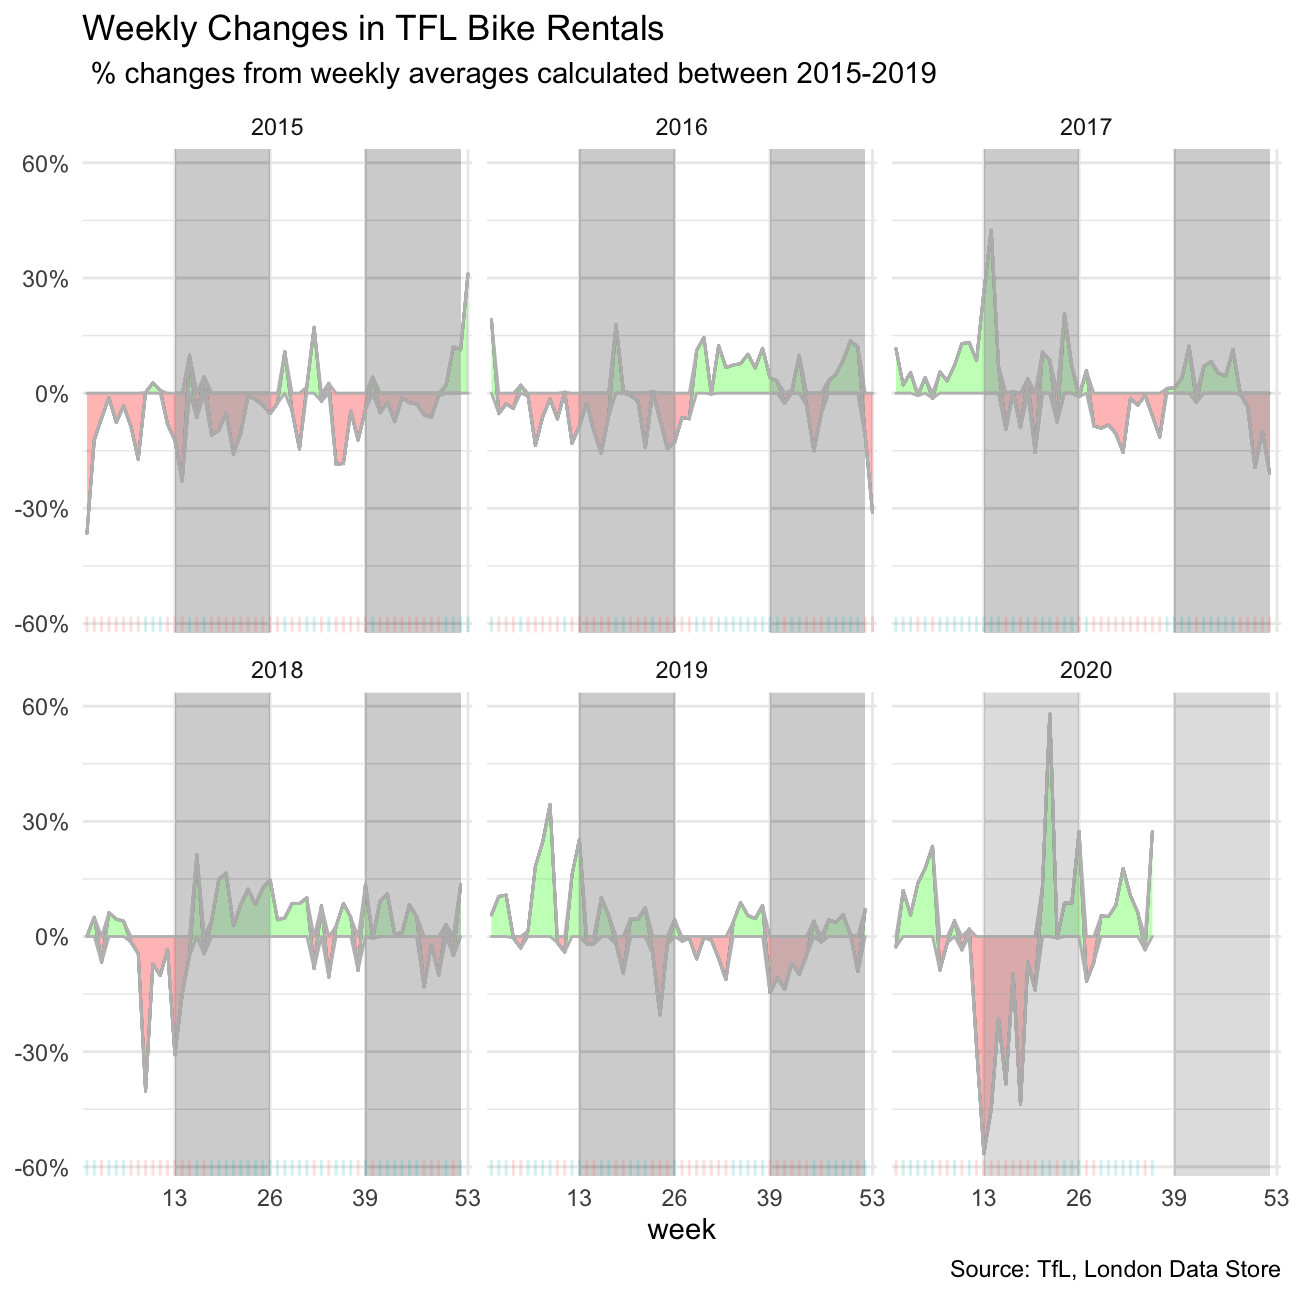 Weekly Changes in TFL Bike Rentals
% changes from weekly averages calculated between 2015-2019
2015 2016 2017
60%
30%
0%
-30%
-60%
2018 2019 2020
60%
30%
0%
-30%
-60%
13 26 39 53 13 26 39 53 13 26 39 53
week
Source: TfL, London Data Store